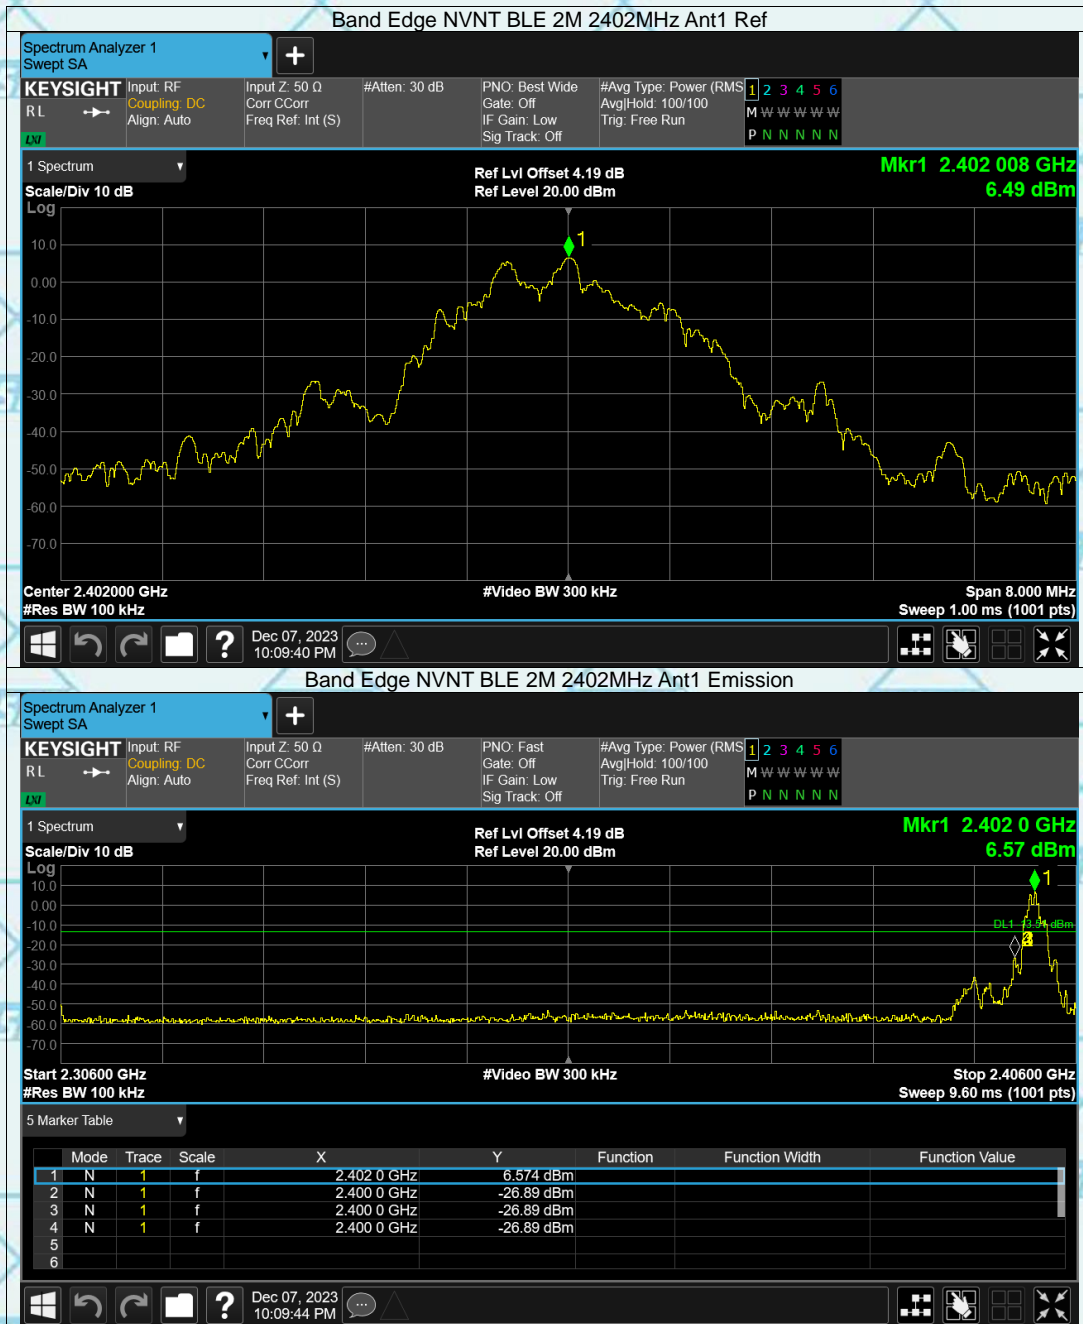 Band Edge NVNT BLE 2M 2402MHz Ant1 Ref
Spectrum Analyzer 1
Swept SA
+
KEYSIGHT Input: RF Input Z: 50 Ω #Atten: 30 dB PNO: Best Wide #Avg Type: Power (RMS 1 2 3 4 5 6
R L Coupling: DC Corr CCorr Gate: Off Avg|Hold: 100/100 M W W W W W
Align: Auto Freq Ref: Int (S) IF Gain: Low Trig: Free Run
LXI Sig Track: Off P N N N N N
1 Spectrum
Scale/Div 10 dB
Ref Lvl Offset 4.19 dB
Ref Level 20.00 dBm
Mkr1 2.402 008 GHz
6.49 dBm
Log
1
10.0
0.00
-10.0
-20.0
-30.0
-40.0
-50.0
-60.0
-70.0
Center 2.402000 GHz #Video BW 300 kHz Span 8.000 MHz
#Res BW 100 kHz Sweep 1.00 ms (1001 pts)
? Dec 07, 2023
10:09:40 PM
Band Edge NVNT BLE 2M 2402MHz Ant1 Emission
Spectrum Analyzer 1
Swept SA
+
KEYSIGHT Input: RF Input Z: 50 Ω #Atten: 30 dB PNO: Fast #Avg Type: Power (RMS 1 2 3 4 5 6
R L Coupling: DC Corr CCorr Gate: Off Avg|Hold: 100/100 M W W W W W
Align: Auto Freq Ref: Int (S) IF Gain: Low Trig: Free Run
LXI Sig Track: Off P N N N N N
1 Spectrum
Scale/Div 10 dB
Ref Lvl Offset 4.19 dB
Ref Level 20.00 dBm
Mkr1 2.402 0 GHz
6.57 dBm
Log
1
10.0
0.00
-10.0
DL1 -13.51 dBm
-20.0
-30.0
-40.0
-50.0
-60.0
-70.0
Start 2.30600 GHz #Video BW 300 kHz Stop 2.40600 GHz
#Res BW 100 kHz Sweep 9.60 ms (1001 pts)
5 Marker Table
Mode Trace Scale X Y Function Function Width Function Value
1 N 1 f 2.402 0 GHz 6.574 dBm
2 N 1 f 2.400 0 GHz -26.89 dBm
3 N 1 f 2.400 0 GHz -26.89 dBm
4 N 1 f 2.400 0 GHz -26.89 dBm
5
6
? Dec 07, 2023
10:09:44 PM